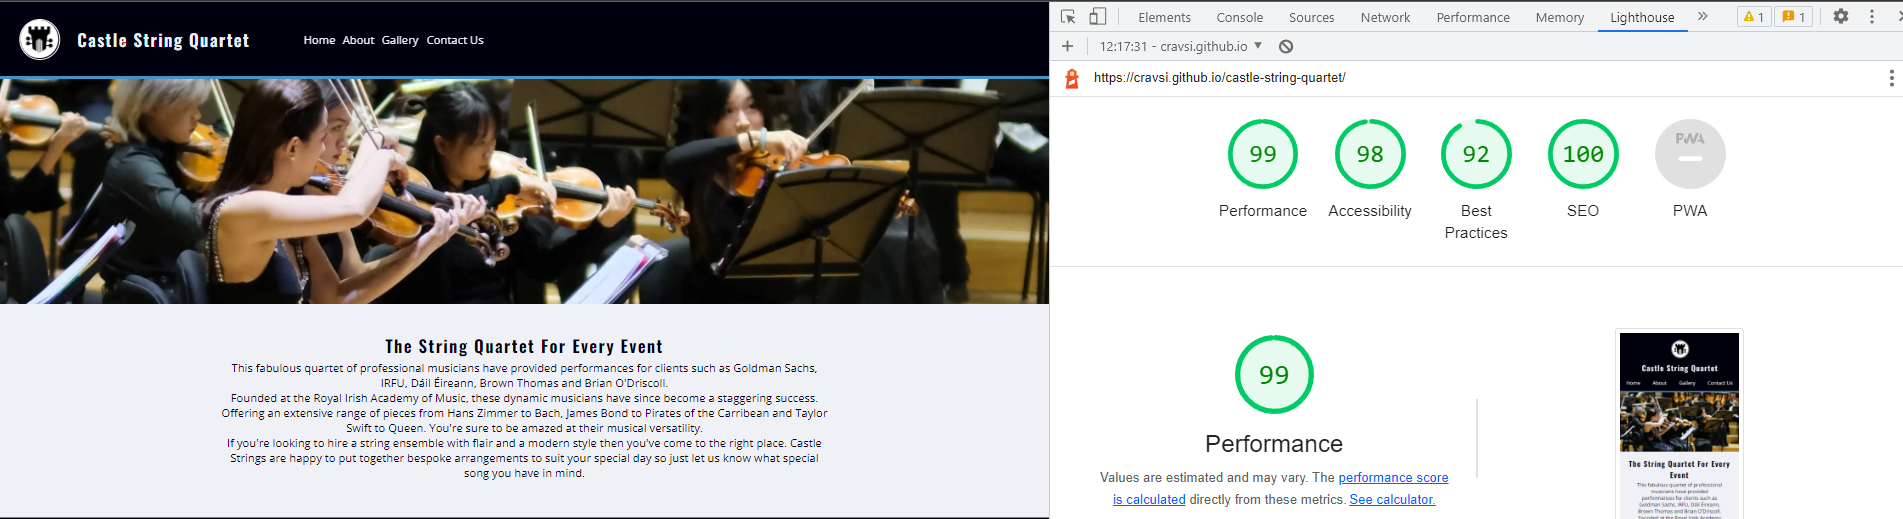 Castle String Quartet
Home About Gallery Contact Us
The String Quartet For Every Event
This fabulous quartet of professional musicians have provided performances for clients such as Goldman Sachs,
IRFU, Dáil Éireann, Brown Thomas and Brian O'Driscoll.
Founded at the Royal Irish Academy of Music, these dynamic musicians have since become a staggering success.
Offering an extensive range of pieces from Hans Zimmer to Bach, James Bond to Pirates of the Carribean and Taylor
Swift to Queen. You're sure to be amazed at their musical versatility.
If you're looking to hire a string ensemble with flair and a modern style then you've come to the right place. Castle
Strings are happy to put together bespoke arrangements to suit your special day so just let us know what special
song you have in mind.
Elements Console Sources Network Performance Memory Lighthouse 1 1
12:17:31 - cravsi.github.io
https://cravsi.github.io/castle-string-quartet/
99 98 92 100 PWA
Performance Accessibility Best Practices SEO PWA
99
Performance
Values are estimated and may vary. The performance score
is calculated directly from these metrics. See calculator.
Castle String Quartet
Home About Gallery Contact Us
The String Quartet For Every
Event
This fabulous quartet of professional
musicians have provided
performances for clients such as
Goldman Sachs, IRFU, Dáil Éireann,
Brown Thomas and Brian O'Driscoll.
Founded at the Royal Irish Academy